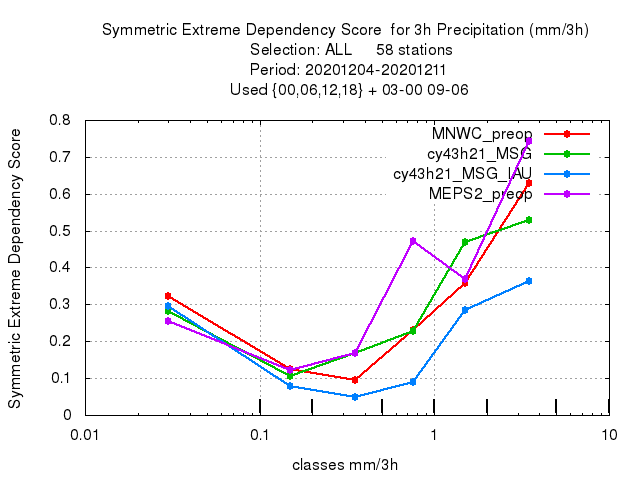 Symmetric Extreme Dependency Score  for 3h Precipitation (mm/3h)
Selection: ALL     58 stations
Period: 20201204-20201211
Used {00,06,12,18} + 03-00 09-06
MNWC_preop
cy43h21_MSG
cy43h21_MSG_IAU
MEPS2_preop
Symmetric Extreme Dependency Score
0.8
0.7
0.6
0.5
0.4
0.3
0.2
0.1
0
0.01 0.1 1 10
classes mm/3h